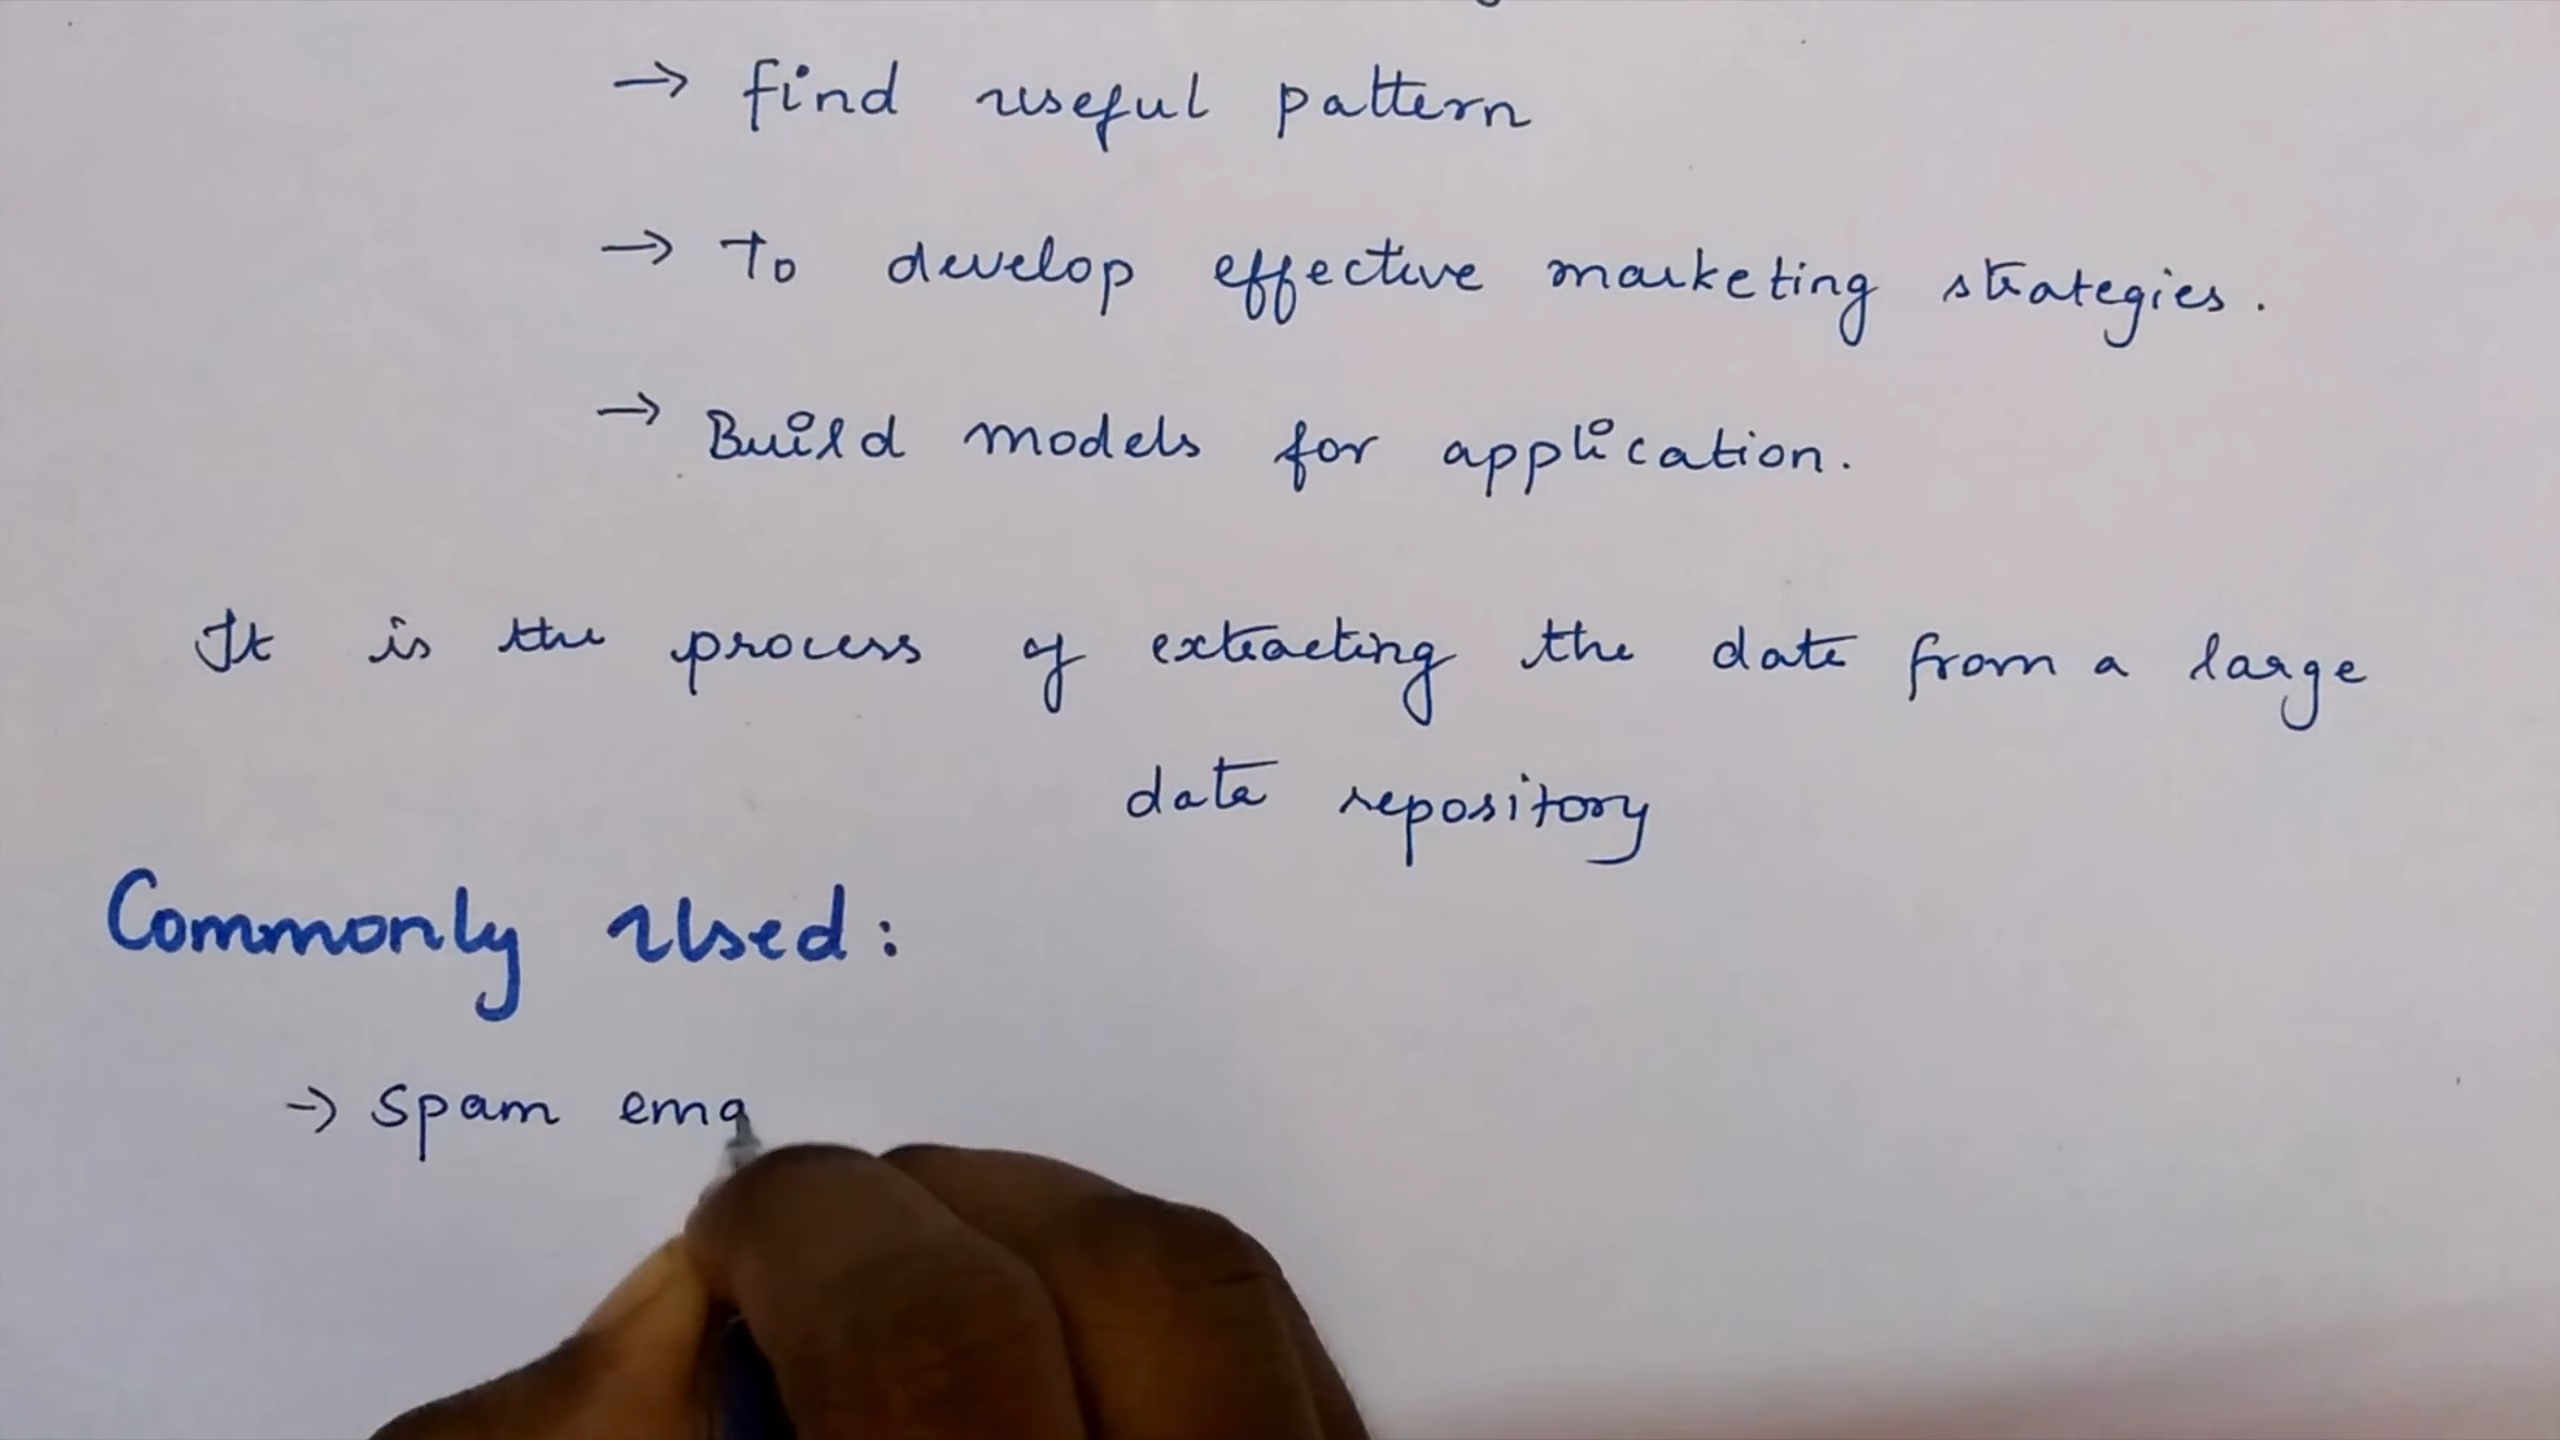 → find useful pattern
→ To develop effective marketing strategies.
→ Build models for application.
It is the process of extracting the data from a large
data repository
Commonly Used:
→ Spam ema